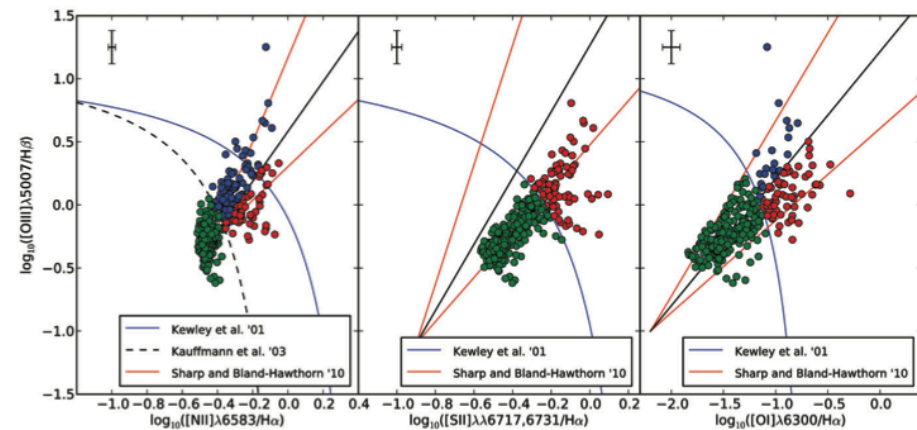 1.5
1.0
0.5
0.0
−0.5
−1.0
−1.5
log₁₀([OIII]λ5007/Hβ)
Kewley et al. '01
Kauffmann et al. '03
Sharp and Bland-Hawthorn '10
−1.0 −0.8 −0.6 −0.4 −0.2 0.0 0.2 0.4
log₁₀([NII]λ6583/Hα)
Kewley et al. '01
Sharp and Bland-Hawthorn '10
−1.0 −0.8 −0.6 −0.4 −0.2 0.0 0.2
log₁₀([SII]λλ6717,6731/Hα)
Kewley et al. '01
Sharp and Bland-Hawthorn '10
−2.0 −1.5 −1.0 −0.5 0.0
log₁₀([OI]λ6300/Hα)